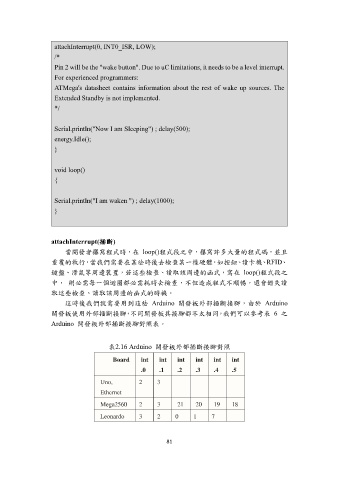 attachInterrupt(0, INT0_ISR, LOW);
/*
Pin 2 will be the "wake button". Due to uC limitations, it needs to be a level interrupt.
For experienced programmers:
ATMega's datasheet contains information about the rest of wake up sources. The
Extended Standby is not implemented.
*/
Serial.println("Now I am Sleeping") ; delay(500);
energy.Idle();
}
void loop()
{
Serial.println("I am waken ") ; delay(1000);
}
attachInterrupt(插斷)
當開發者攥寫程式時，在 loop()程式段之中，攥寫許多大量的程式碼，並且
重覆的執行，當我們需要在某些時後去檢查某一樣硬體，如按鈕、讀卡機、RFID、
鍵盤、滑鼠等周邊裝置，若這些檢查、讀取該周邊的函式，寫在 loop()程式段之
中， 則必需每一個迴圈都必需耗時去檢查，不但造成程式不順暢，還會錯失讀
取這些檢查、讀取該周邊的函式的時機。
這時後我們就需要用到這些 Arduino 開發板外部插斷接腳，由於 Arduino
開發板使用外部插斷接腳，不同開發板其接腳都不太相同，我們可以參考表 6 之
Arduino 開發板外部插斷接腳對照表。
表2.16 Arduino 開發板外部插斷接腳對照
Board int int int int int int
.0 .1 .2 .3 .4 .5
Uno, 2 3
Ethernet
Mega2560 2 3 21 20 19 18
Leonardo 3 2 0 1 7
81